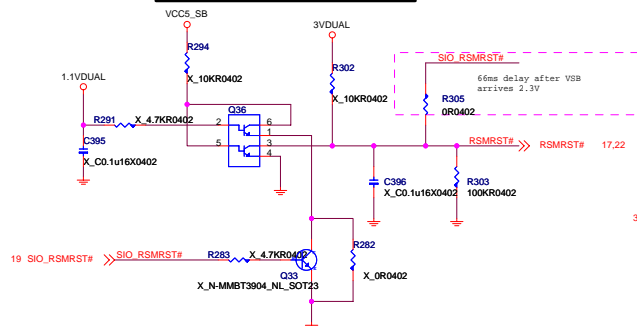 VCC5_SB
3VDUAL
R294
SIO_RSMRST#
1.1VDUAL
R302
66ms delay after VSB
arrives 2.3V
X_10KR0402
X_10KR0402
R305
0R0402
R291
X_4.7KR0402
Q36
C395
2
6
1
5
3
4
RSMRST#
RSMRST#
17,22
X_C0.1u16X0402
C396
R303
X_C0.1u16X0402
100KR0402
3
19
SIO_RSMRST#
SIO_RSMRST#
R283
X_4.7KR0402
R282
Q33
X_0R0402
X_N-MMBT3904_NL_SOT23